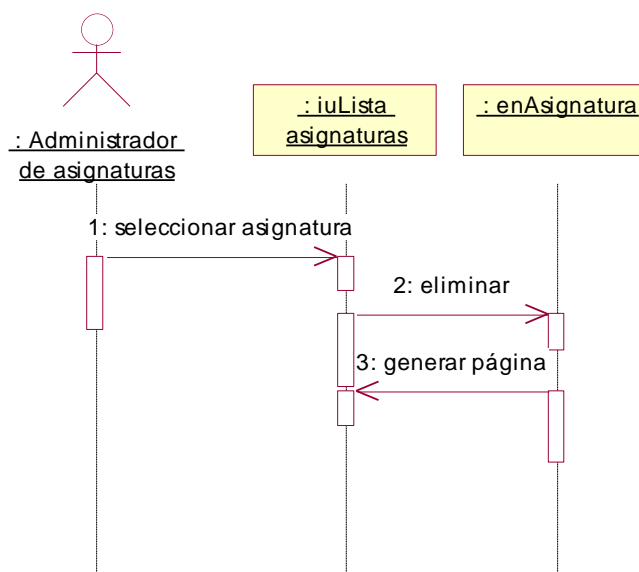 : Administrador
de asignaturas
: iuLista
asignaturas
: enAsignatura
1: seleccionar asignatura
2: eliminar
3: generar página